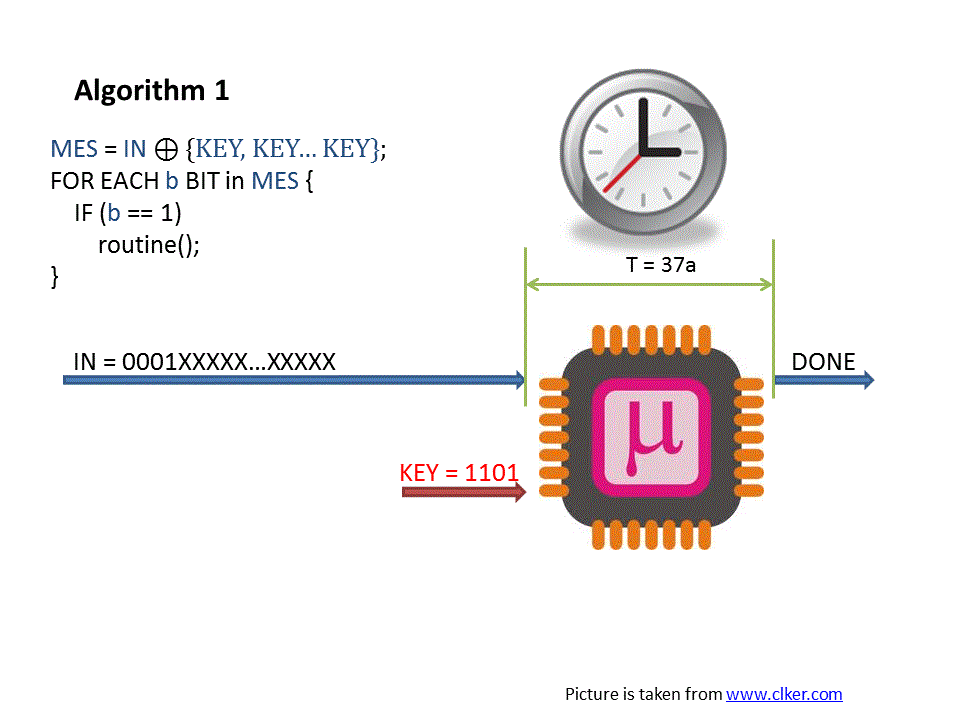 Algorithm 1
MES = IN ⊕ {KEY, KEY... KEY};
FOR EACH b BIT in MES {
IF (b == 1)
routine();
}
T = 37a
IN = 0001XXXXX...XXXXX
DONE
μ
KEY = 1101
Picture is taken from www.clker.com